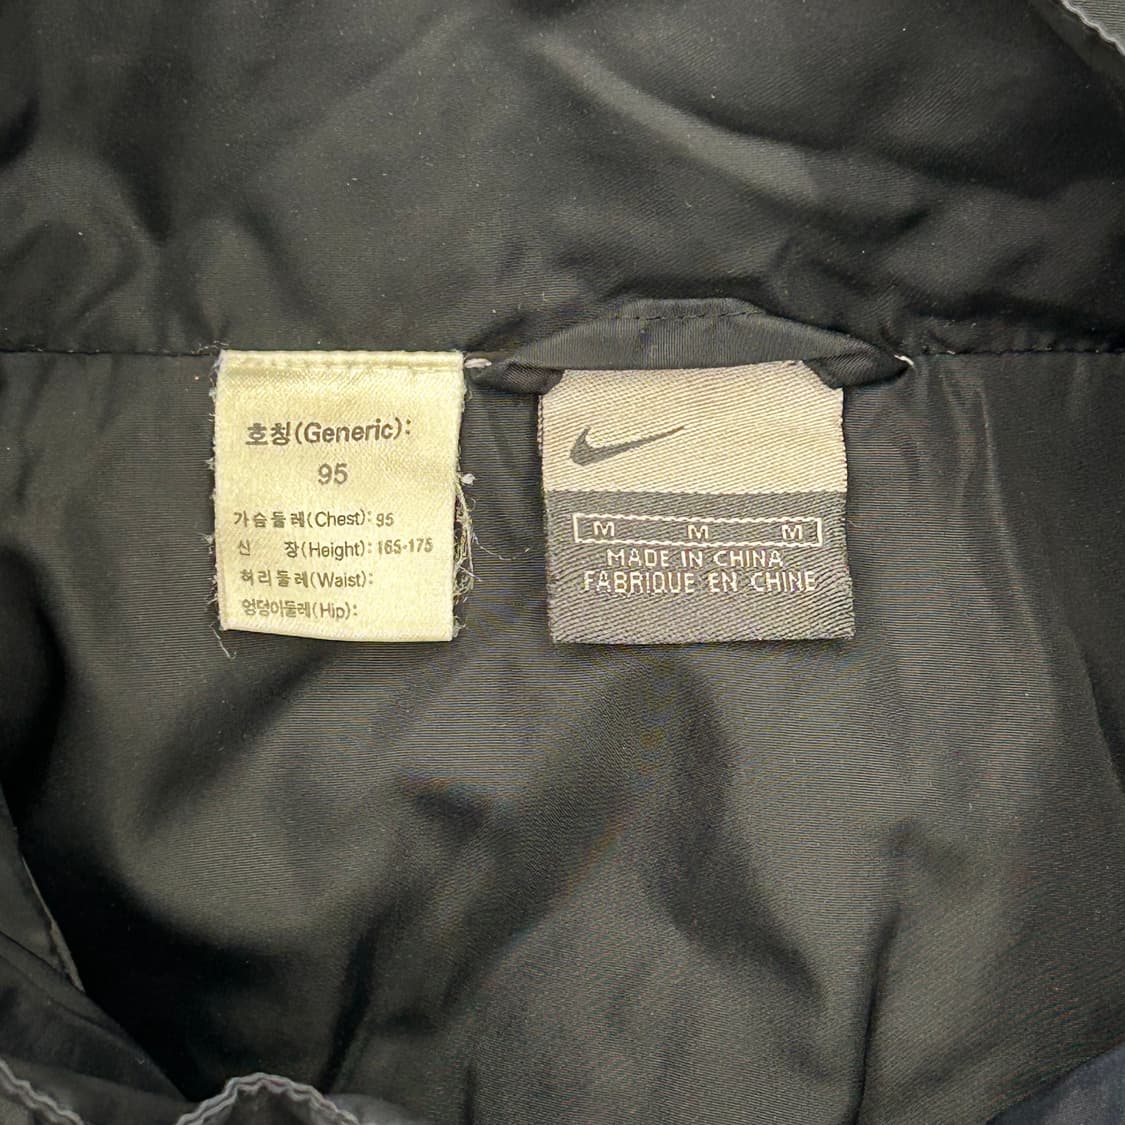 호칭(Generic):
95
가슴둘레(Chest): 95
신 장(Height): 165-175
허리둘레(Waist):
엉덩이둘레(Hip):
M M M
MADE IN CHINA
FABRIQUE EN CHINE